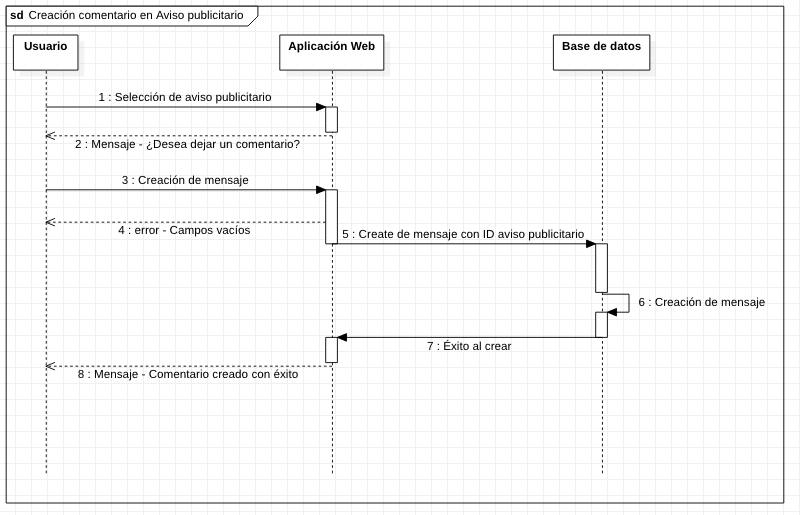 sd Creación comentario en Aviso publicitario
Usuario
Aplicación Web
Base de datos
1 : Selección de aviso publicitario
2 : Mensaje - ¿Desea dejar un comentario?
3 : Creación de mensaje
4 : error - Campos vacíos
5 : Create de mensaje con ID aviso publicitario
6 : Creación de mensaje
7 : Éxito al crear
8 : Mensaje - Comentario creado con éxito